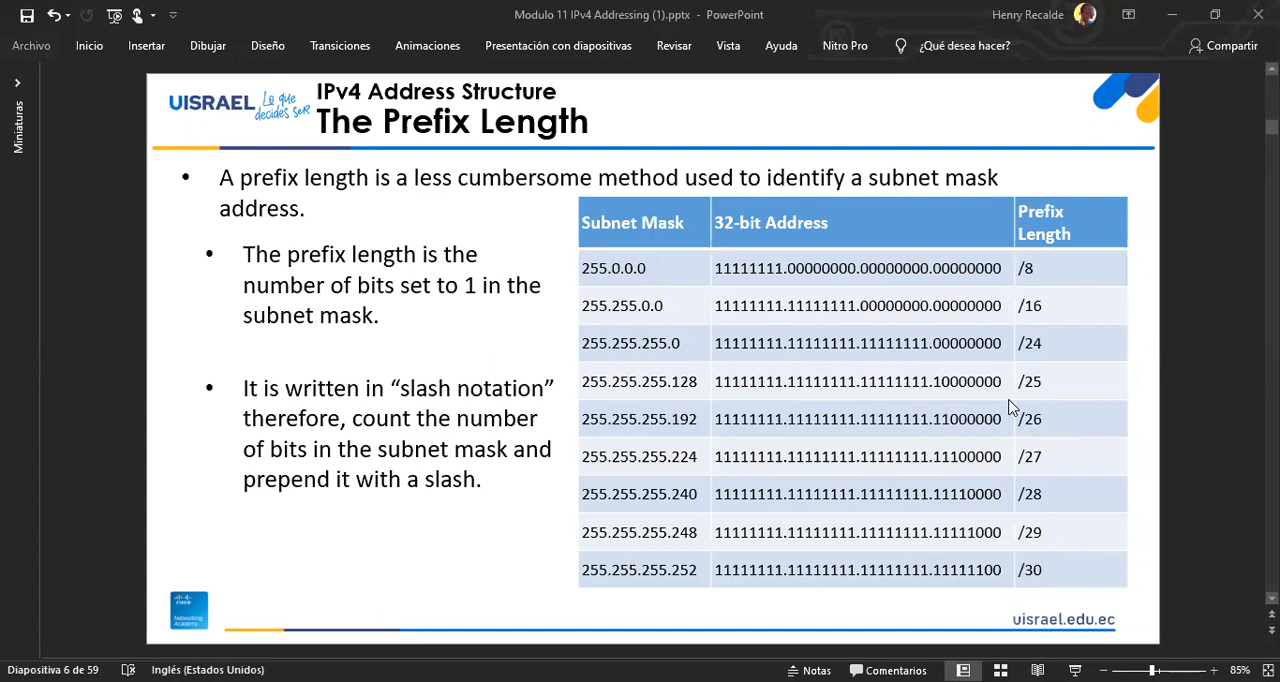 Modulo 11 IPv4 Addressing (1).pptx - PowerPoint
Henry Recalde
Archivo Inicio Insertar Dibujar Diseño Transiciones Animaciones Presentación con diapositivas Revisar Vista Ayuda Nitro Pro ¿Qué desea hacer? Compartir
Miniaturas
UISRAEL
Lo que
decides ser
IPv4 Address Structure
The Prefix Length
• A prefix length is a less cumbersome method used to identify a subnet mask
address.
• The prefix length is the
number of bits set to 1 in the
subnet mask.
• It is written in “slash notation”
therefore, count the number
of bits in the subnet mask and
prepend it with a slash.
Subnet Mask 32-bit Address Prefix
Length
255.0.0.0 11111111.00000000.00000000.00000000 /8
255.255.0.0 11111111.11111111.00000000.00000000 /16
255.255.255.0 11111111.11111111.11111111.00000000 /24
255.255.255.128 11111111.11111111.11111111.10000000 /25
255.255.255.192 11111111.11111111.11111111.11000000 /26
255.255.255.224 11111111.11111111.11111111.11100000 /27
255.255.255.240 11111111.11111111.11111111.11110000 /28
255.255.255.248 11111111.11111111.11111111.11111000 /29
255.255.255.252 11111111.11111111.11111111.11111100 /30
CISCO
Networking
Academy
uisrael.edu.ec
Diapositiva 6 de 59 Inglés (Estados Unidos) Notas Comentarios 85%